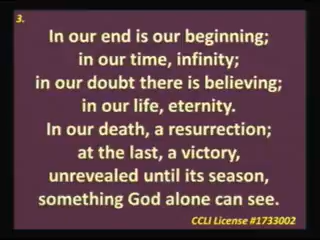 3.
In our end is our beginning;
in our time, infinity;
in our doubt there is believing;
in our life, eternity.
In our death, a resurrection;
at the last, a victory,
unrevealed until its season,
something God alone can see.
CCLI License #1733002